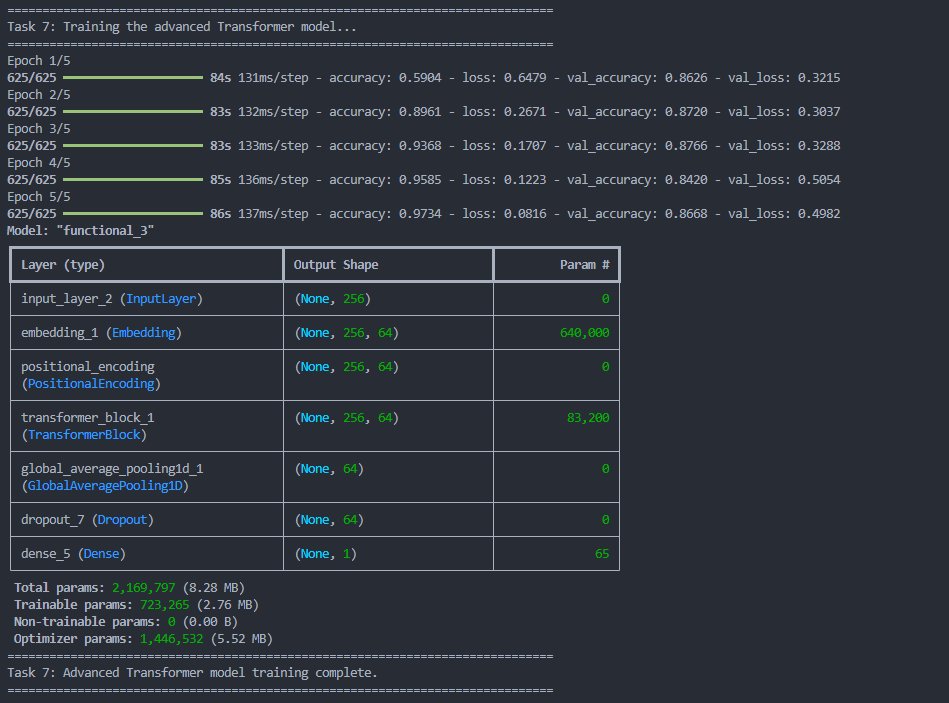 ==============================================================================
Task 7: Training the advanced Transformer model...
==============================================================================
Epoch 1/5
625/625 ━━━━━━━━━━━━━━━━━━━━ 84s 131ms/step - accuracy: 0.5904 - loss: 0.6479 - val_accuracy: 0.8626 - val_loss: 0.3215
Epoch 2/5
625/625 ━━━━━━━━━━━━━━━━━━━━ 83s 132ms/step - accuracy: 0.8961 - loss: 0.2671 - val_accuracy: 0.8720 - val_loss: 0.3037
Epoch 3/5
625/625 ━━━━━━━━━━━━━━━━━━━━ 83s 133ms/step - accuracy: 0.9368 - loss: 0.1707 - val_accuracy: 0.8766 - val_loss: 0.3288
Epoch 4/5
625/625 ━━━━━━━━━━━━━━━━━━━━ 85s 136ms/step - accuracy: 0.9585 - loss: 0.1223 - val_accuracy: 0.8420 - val_loss: 0.5054
Epoch 5/5
625/625 ━━━━━━━━━━━━━━━━━━━━ 86s 137ms/step - accuracy: 0.9734 - loss: 0.0816 - val_accuracy: 0.8668 - val_loss: 0.4982
Model: "functional_3"
Layer (type) Output Shape Param #
input_layer_2 (InputLayer) (None, 256) 0
embedding_1 (Embedding) (None, 256, 64) 640,000
positional_encoding (None, 256, 64) 0
(PositionalEncoding)
transformer_block_1 (None, 256, 64) 83,200
(TransformerBlock)
global_average_pooling1d_1 (None, 64) 0
(GlobalAveragePooling1D)
dropout_7 (Dropout) (None, 64) 0
dense_5 (Dense) (None, 1) 65
Total params: 2,169,797 (8.28 MB)
Trainable params: 723,265 (2.76 MB)
Non-trainable params: 0 (0.00 B)
Optimizer params: 1,446,532 (5.52 MB)
==============================================================================
Task 7: Advanced Transformer model training complete.
==============================================================================